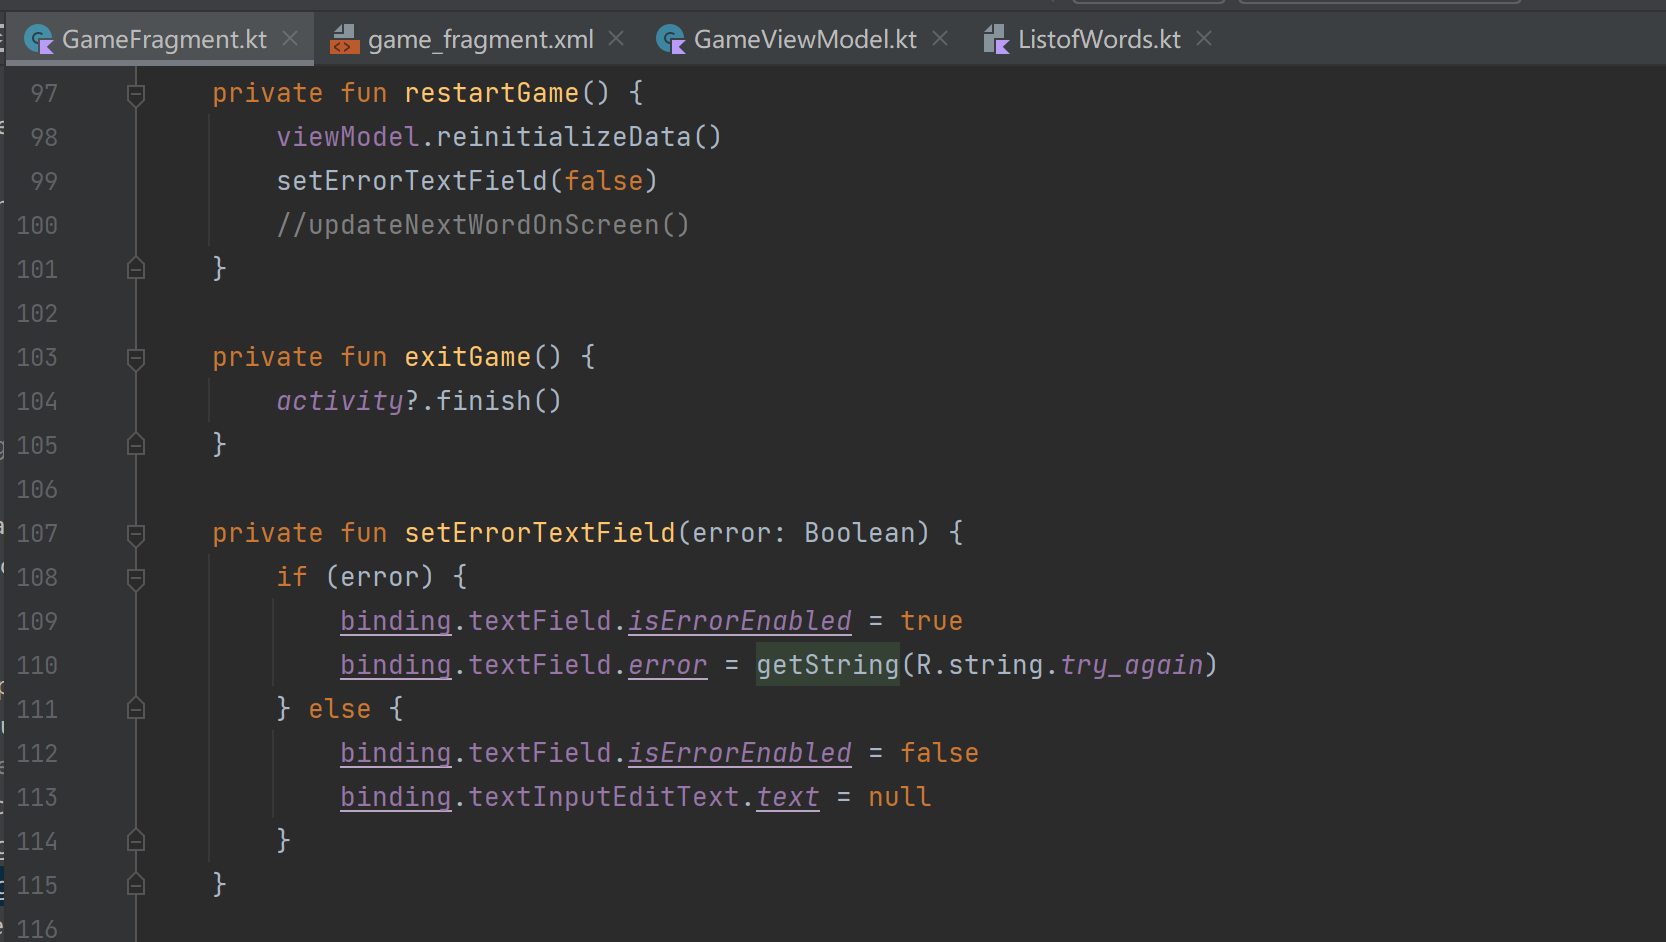 GameFragment.kt game_fragment.xml GameViewModel.kt ListofWords.kt
97 private fun restartGame() {
98 viewModel.reinitializeData()
99 setErrorTextField(false)
100 //updateNextWordOnScreen()
101 }
102
103 private fun exitGame() {
104 activity?.finish()
105 }
106
107 private fun setErrorTextField(error: Boolean) {
108 if (error) {
109 binding.textField.isErrorEnabled = true
110 binding.textField.error = getString(R.string.try_again)
111 } else {
112 binding.textField.isErrorEnabled = false
113 binding.textInputEditText.text = null
114 }
115 }
116